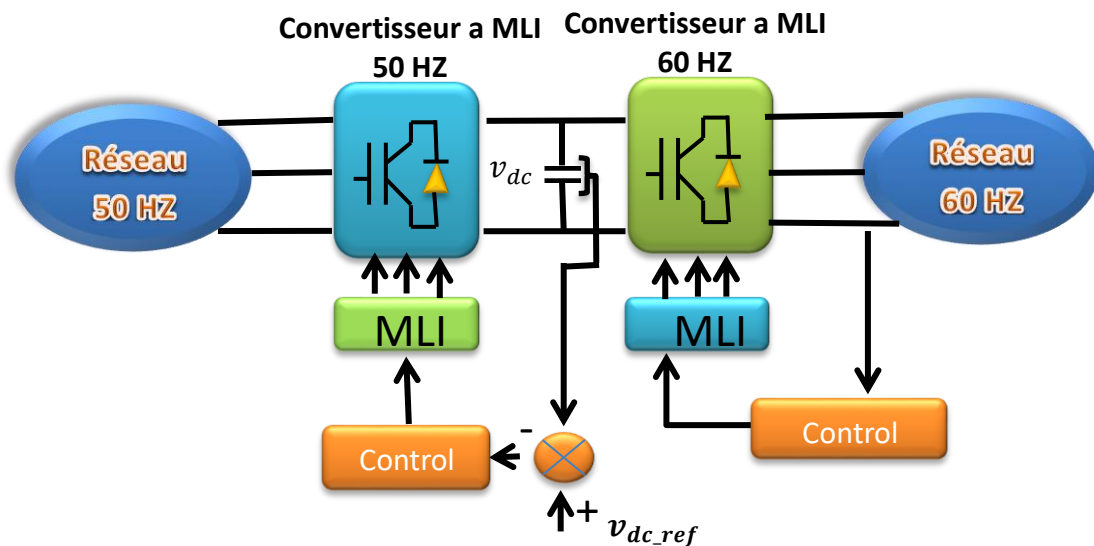 Convertisseur a MLI
50 HZ
Convertisseur a MLI
60 HZ
Réseau
50 HZ
v_dc
Réseau
60 HZ
MLI
MLI
Control
-
Control
+
v_dc_ref